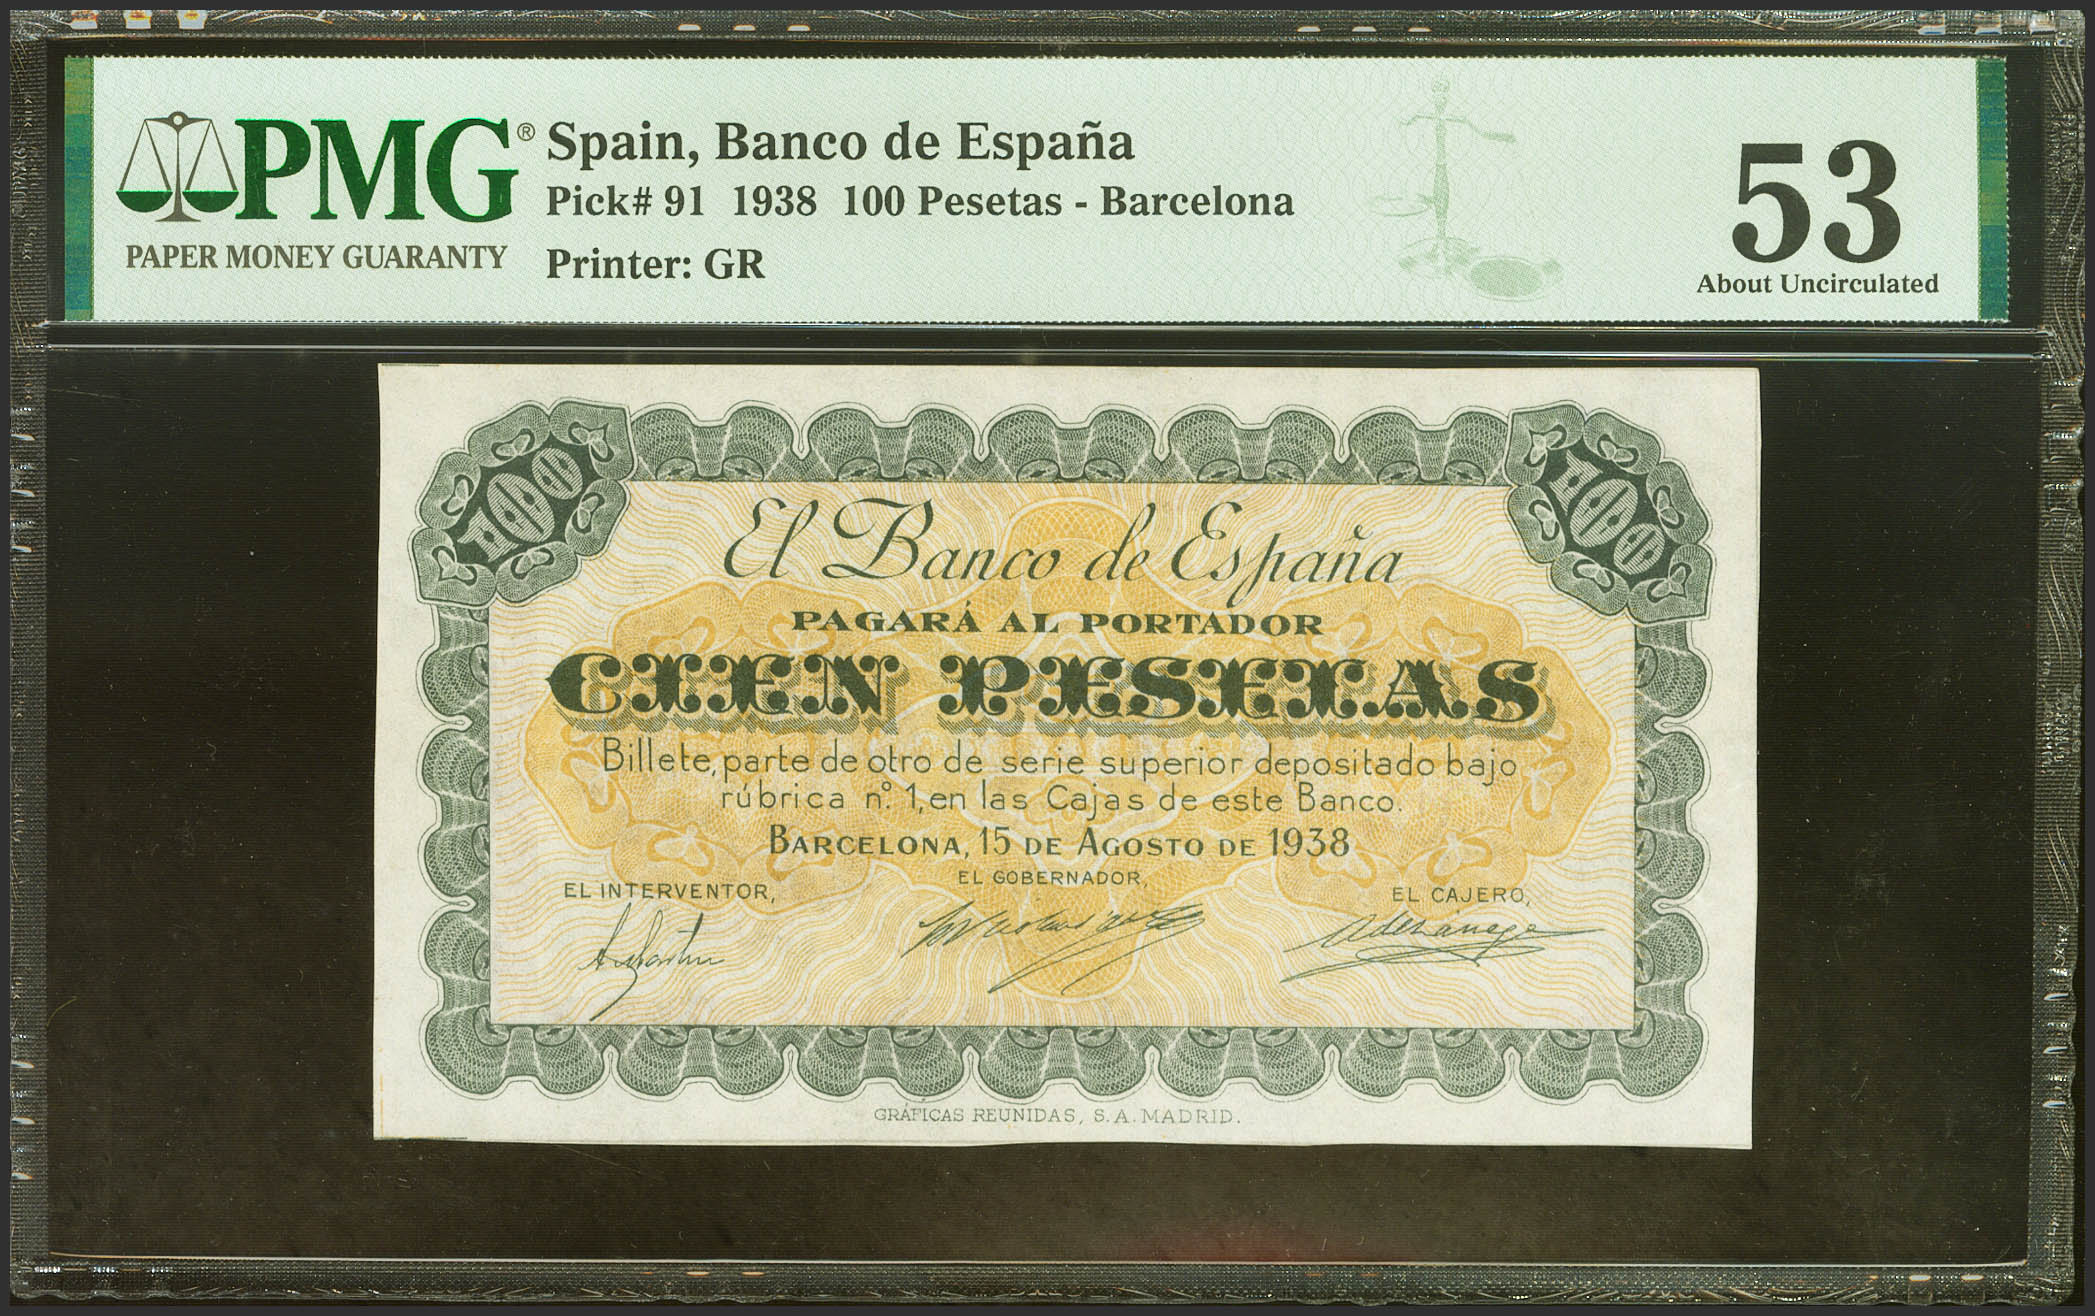 PMG®
PAPER MONEY GUARANTY
Spain, Banco de España
Pick# 91 1938 100 Pesetas - Barcelona
Printer: GR
53
About Uncirculated
100
100
El Banco de España
PAGARÁ AL PORTADOR
CIEN PESETAS
Billete, parte de otro de serie superior depositado bajo
rúbrica nº. 1, en las Cajas de este Banco.
BARCELONA, 15 DE AGOSTO DE 1938
EL INTERVENTOR,
EL GOBERNADOR,
EL CAJERO,
GRÁFICAS REUNIDAS, S.A. MADRID.